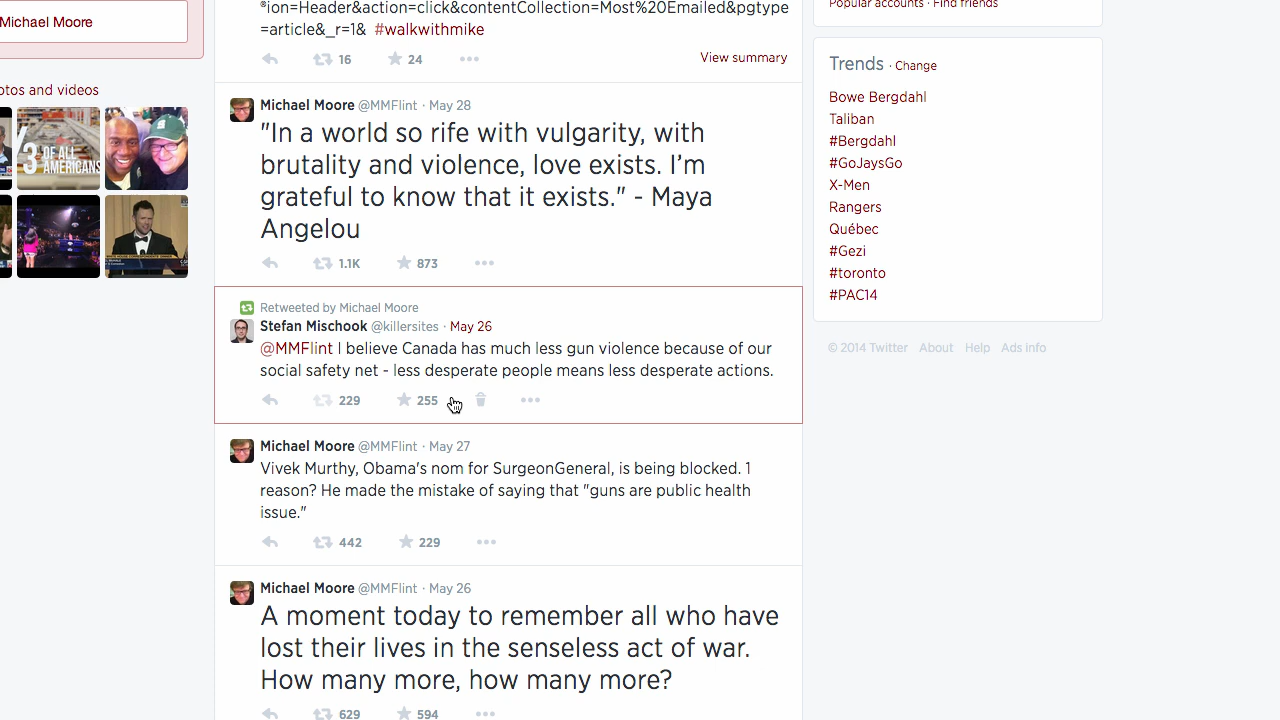 Michael Moore
otos and videos
3 OF ALL
AMERICANS
ion=Header&action=click&contentCollection=Most%20Emailed&pgtype
=article&_r=1& #walkwithmike
16 24 View summary
Michael Moore @MMFlint · May 28
"In a world so rife with vulgarity, with
brutality and violence, love exists. I’m
grateful to know that it exists." - Maya
Angelou
1.1K 873
Retweeted by Michael Moore
Stefan Mischook @killersites · May 26
@MMFlint I believe Canada has much less gun violence because of our
social safety net - less desperate people means less desperate actions.
229 255
Michael Moore @MMFlint · May 27
Vivek Murthy, Obama's nom for SurgeonGeneral, is being blocked. 1
reason? He made the mistake of saying that "guns are public health
issue."
442 229
Michael Moore @MMFlint · May 26
A moment today to remember all who have
lost their lives in the senseless act of war.
How many more, how many more?
629 594
Popular accounts · Find friends
Trends · Change
Bowe Bergdahl
Taliban
#Bergdahl
#GoJaysGo
X-Men
Rangers
Québec
#Gezi
#toronto
#PAC14
© 2014 Twitter About Help Ads info